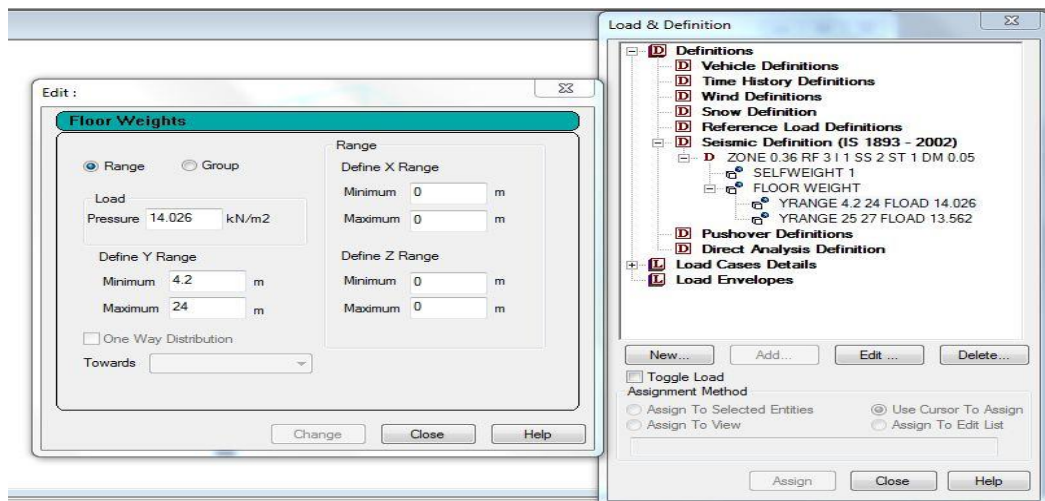 Edit :
Floor Weights
Range
Group
Load
Pressure 14.026 kN/m2
Define Y Range
Minimum 4.2 m
Maximum 24 m
One Way Distribution
Towards
Range
Define X Range
Minimum 0 m
Maximum 0 m
Define Z Range
Minimum 0 m
Maximum 0 m
Change
Close
Help
Load & Definition
Definitions
Vehicle Definitions
Time History Definitions
Wind Definitions
Snow Definition
Reference Load Definitions
Seismic Definition (IS 1893 - 2002)
ZONE 0.36 RF 3 I 1 SS 2 ST 1 DM 0.05
SELFWEIGHT 1
FLOOR WEIGHT
YRANGE 4.2 24 FLOAD 14.026
YRANGE 25 27 FLOAD 13.562
Pushover Definitions
Direct Analysis Definition
Load Cases Details
Load Envelopes
New...
Add...
Edit ...
Delete...
Toggle Load
Assignment Method
Assign To Selected Entities
Use Cursor To Assign
Assign To View
Assign To Edit List
Assign
Close
Help